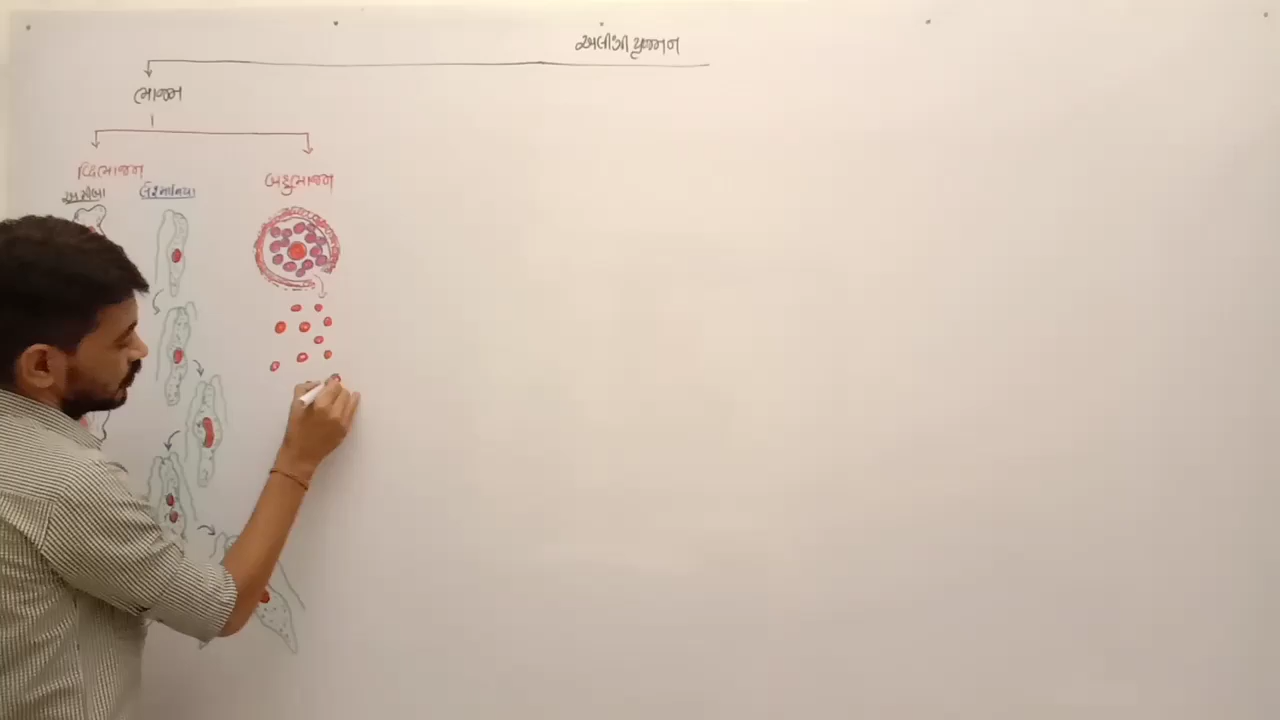 અલીંગી પ્રજનન
ભાજન
દ્વિભાજન
બહુભાજન
અમીબા
લેશ્માનિયા